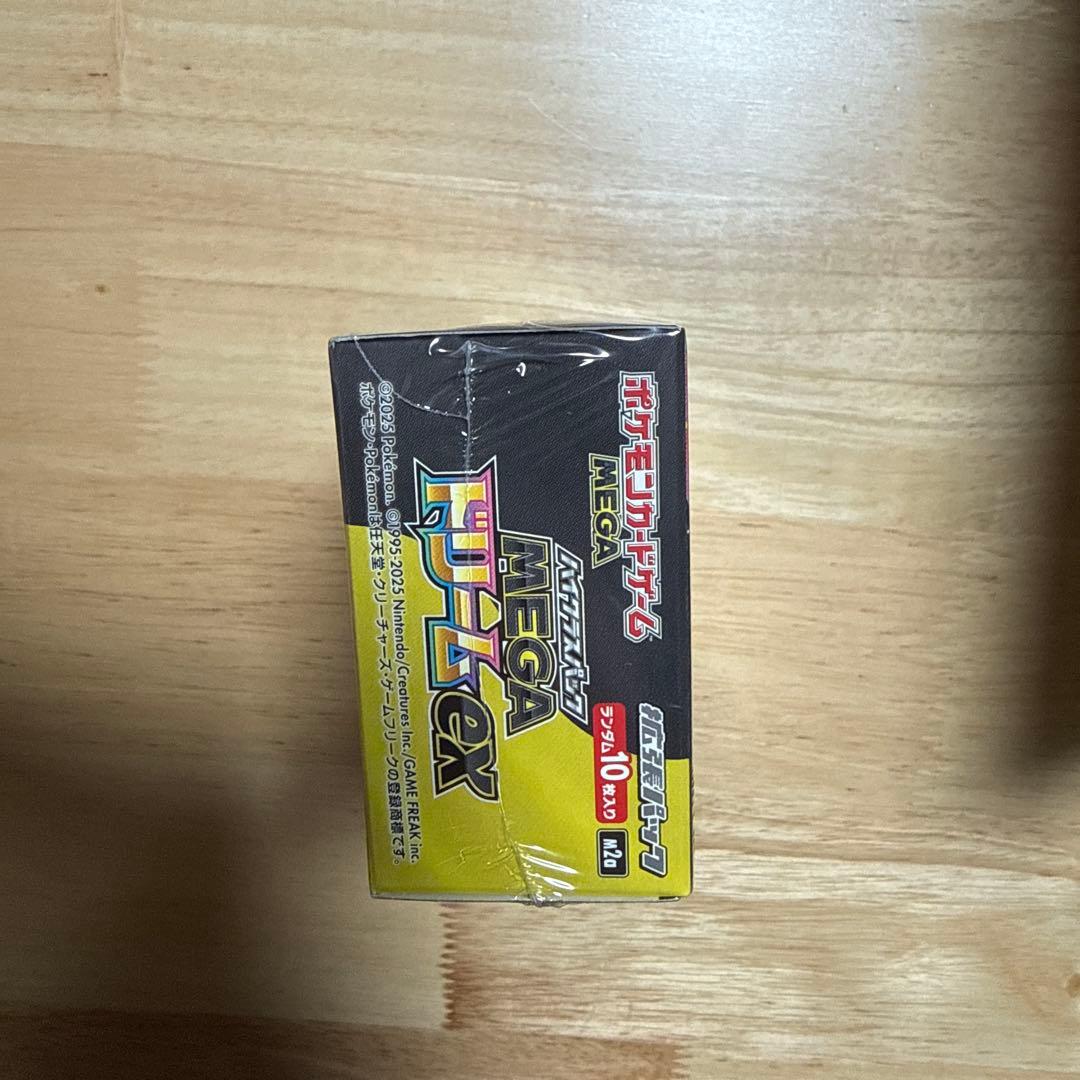 ポケモンカードゲーム
MEGA
拡張パック
ハイクラスパック
MEGA
ドリームex
ランダム10枚入り
M2a
©2025 Pokémon. ©1995-2025 Nintendo/Creatures Inc./GAME FREAK inc.
ポケモン・Pokémonは任天堂・クリーチャーズ・ゲームフリークの登録商標です。